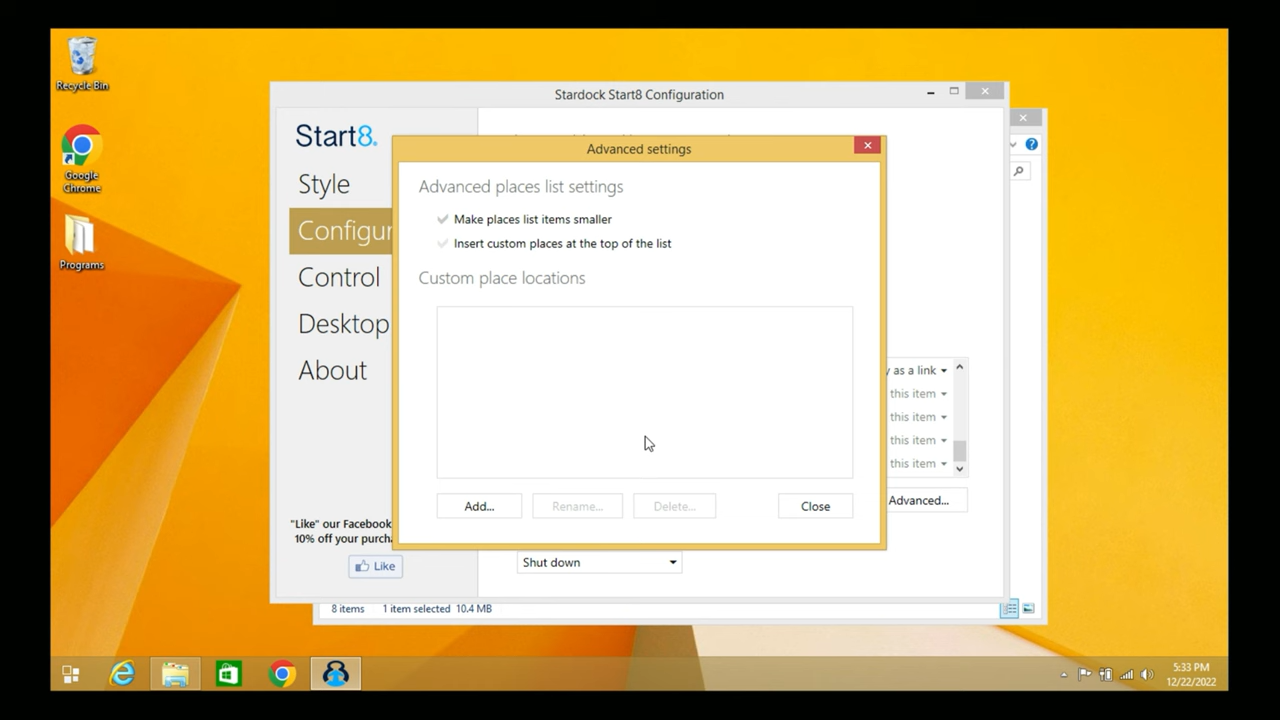 Recycle Bin
Google
Chrome
Programs
Stardock Start8 Configuration
Start8
Style
Configur
Control
Desktop
About
"Like" our Facebook
10% off your purcha
Like
Advanced settings
Advanced places list settings
Make places list items smaller
Insert custom places at the top of the list
Custom place locations
Add...
Rename...
Delete...
Close
y as a link
this item
this item
this item
this item
Advanced...
Shut down
8 items 1 item selected 10.4 MB
5:33 PM
12/22/2022